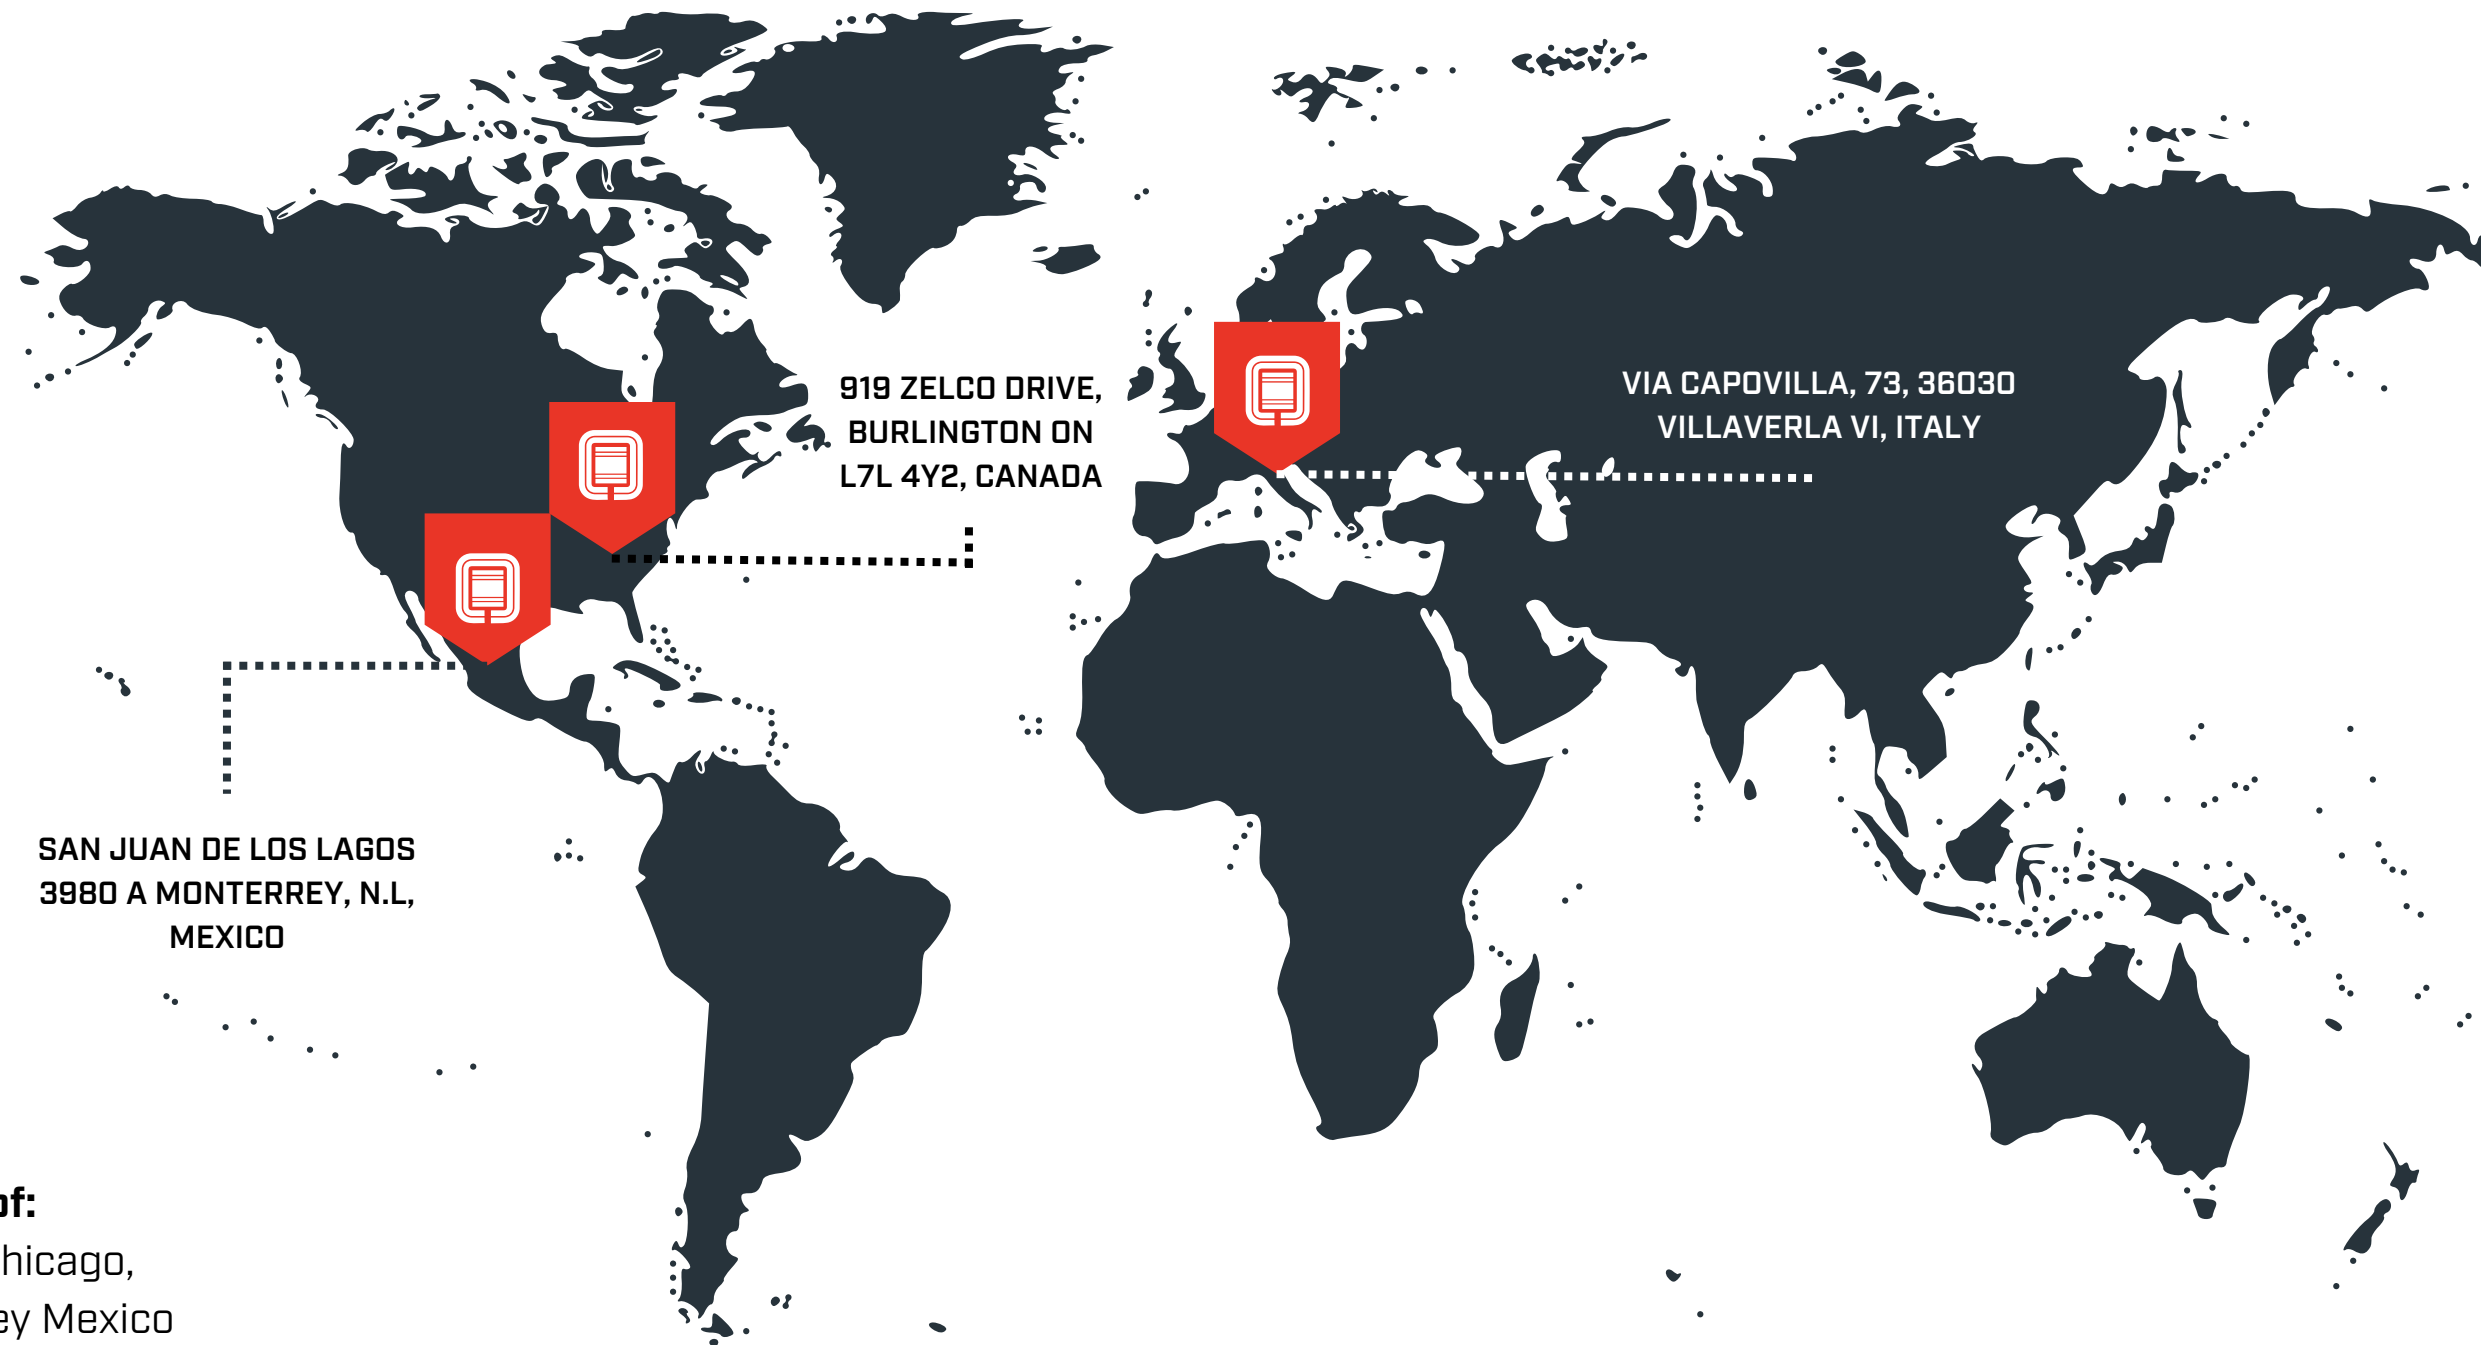 919 ZELCO DRIVE,
BURLINGTON ON
L7L 4Y2, CANADA
VIA CAPOVILLA, 73, 36030
VILLAVERLA VI, ITALY
SAN JUAN DE LOS LAGOS
3980 A MONTERREY, N.L,
MEXICO
of:
hicago,
ey Mexico